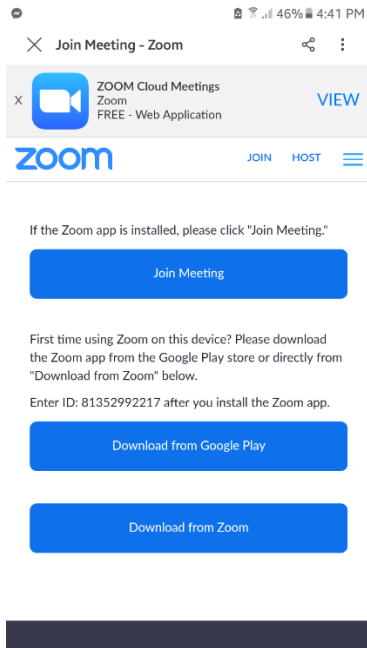 46% 4:41 PM
Join Meeting - Zoom
ZOOM Cloud Meetings
X
Zoom
VIEW
FREE - Web Application
zoom
JOIN HOST
If the Zoom app is installed, please click "Join Meeting."
Join Meeting
First time using Zoom on this device? Please download
the Zoom app from the Google Play store or directly from
"Download from Zoom" below.
Enter ID: 81352992217 after you install the Zoom app.
Download from Google Play
Download from Zoom